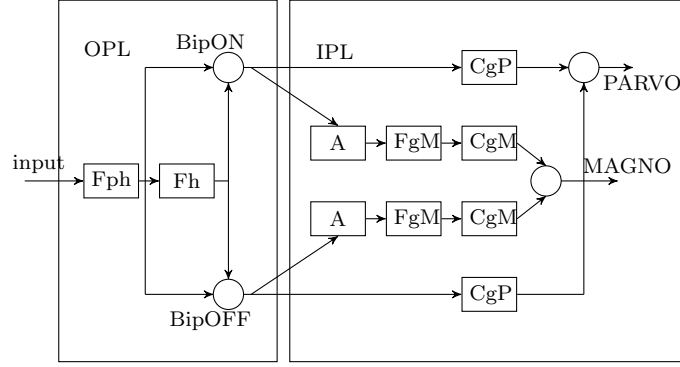 BipON
OPL
IPL
CgP
PARVO
A
FgM
CgM
input
Fph
Fh
MAGNO
A
FgM
CgM
CgP
BipOFF